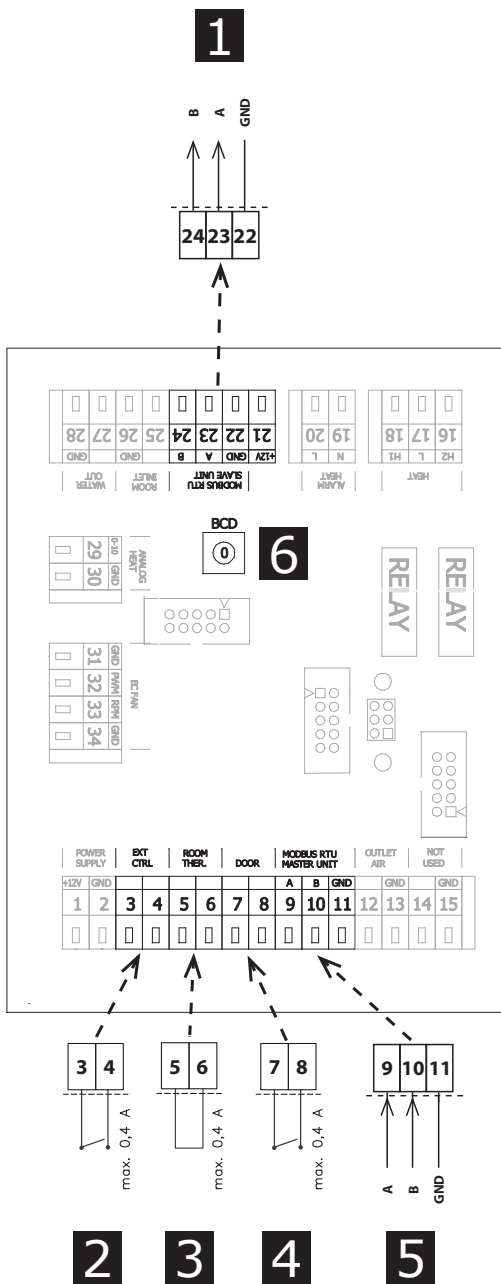 1
B A GND
24 23 22
28 27 26 25 24 23 22 21 20 19 18 17 16
GND GND B A GND +12V L N H1 L H2
WATER OUT
ROOM INLET
MODBUS RTU SLAVE UNIT
ALARM HEAT
HEAT
BCD
0
6
29 0-10
30 GND
ANALOG HEAT
RELAY RELAY
31 GND
32 PWM
33 RPM
34 GND
EC FAN
POWER SUPPLY
EXT CTRL
ROOM THER.
DOOR
MODBUS RTU MASTER UNIT
OUTLET AIR
NOT USED
+12V GND A B GND GND GND
1 2 3 4 5 6 7 8 9 10 11 12 13 14 15
3 4
5 6
7 8
9 10 11
max. 0,4 A
max. 0,4 A
max. 0,4 A
A B GND
2 3 4 5